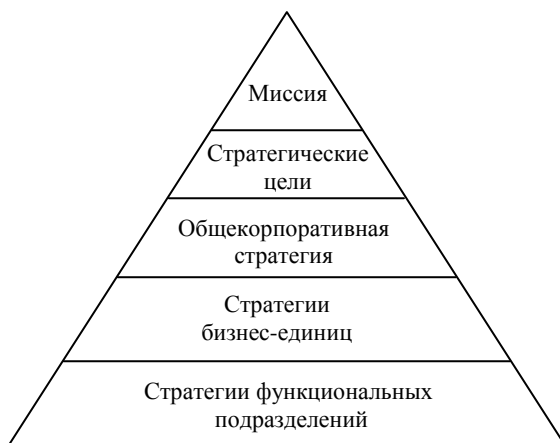 Миссия
Стратегические
цели
Общекорпоративная
стратегия
Стратегии
бизнес-единиц
Стратегии функциональных
подразделений